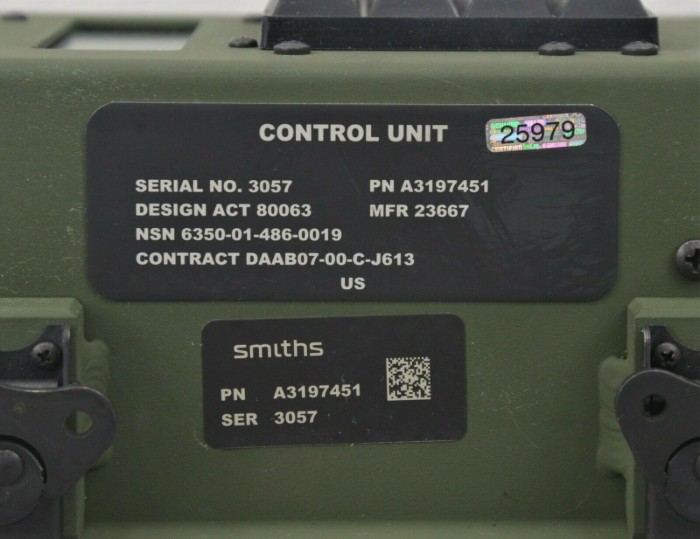 CONTROL UNIT
25979
SERIAL NO. 3057 PN A3197451
DESIGN ACT 80063 MFR 23667
NSN 6350-01-486-0019
CONTRACT DAAB07-00-C-J613
US
smiths
PN A3197451
SER 3057